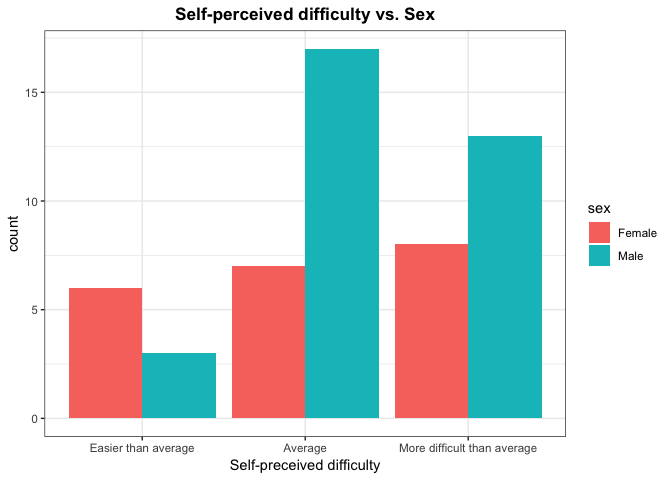 Self-perceived difficulty vs. Sex
15
10
5
0
count
Easier than average
Average
More difficult than average
Self-preceived difficulty
sex
Female
Male